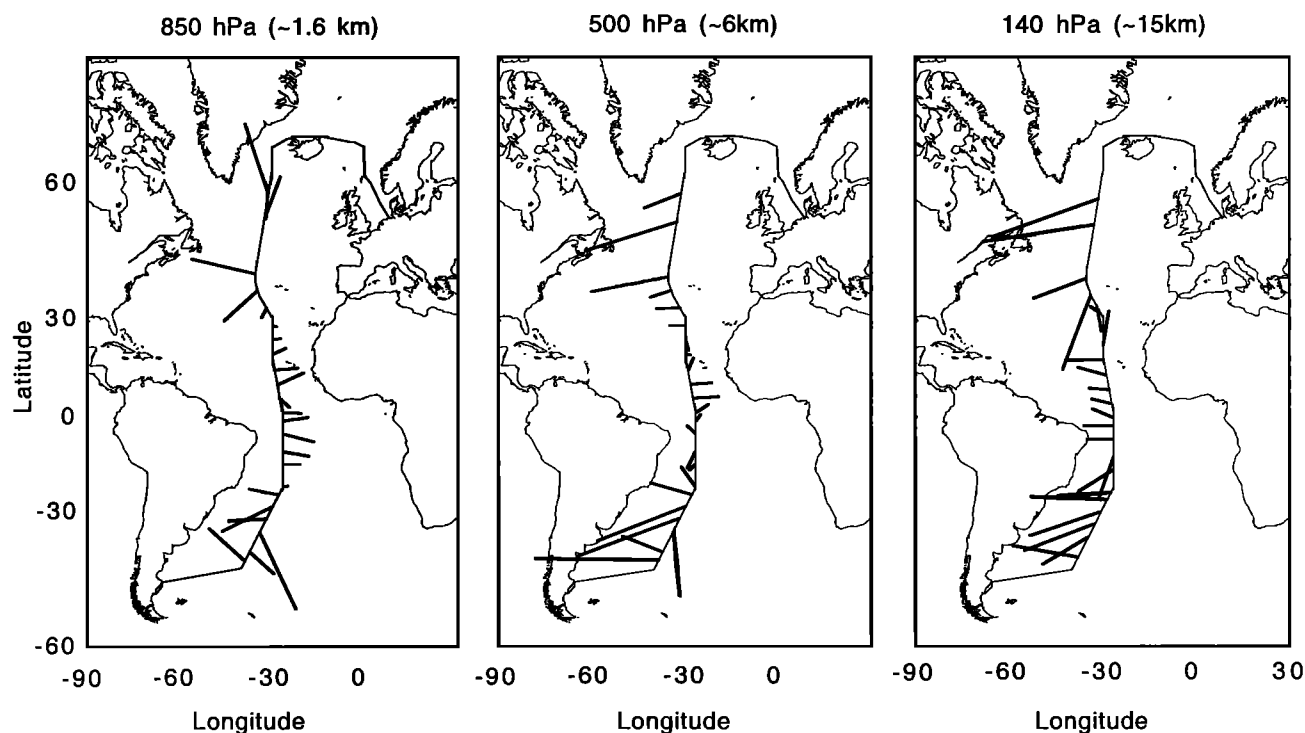 850 hPa (~1.6 km)
500 hPa (~6km)
140 hPa (~15km)
Latitude
60
30
0
-30
-60
-90 -60 -30 0
-90 -60 -30 0
-90 -60 -30 0 30
Longitude
Longitude
Longitude